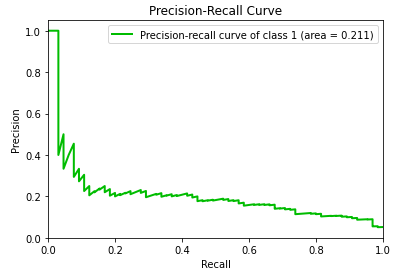 Precision-Recall Curve
Precision-recall curve of class 1 (area = 0.211)
1.0
0.8
0.6
0.4
0.2
0.0
Precision
0.0 0.2 0.4 0.6 0.8 1.0
Recall